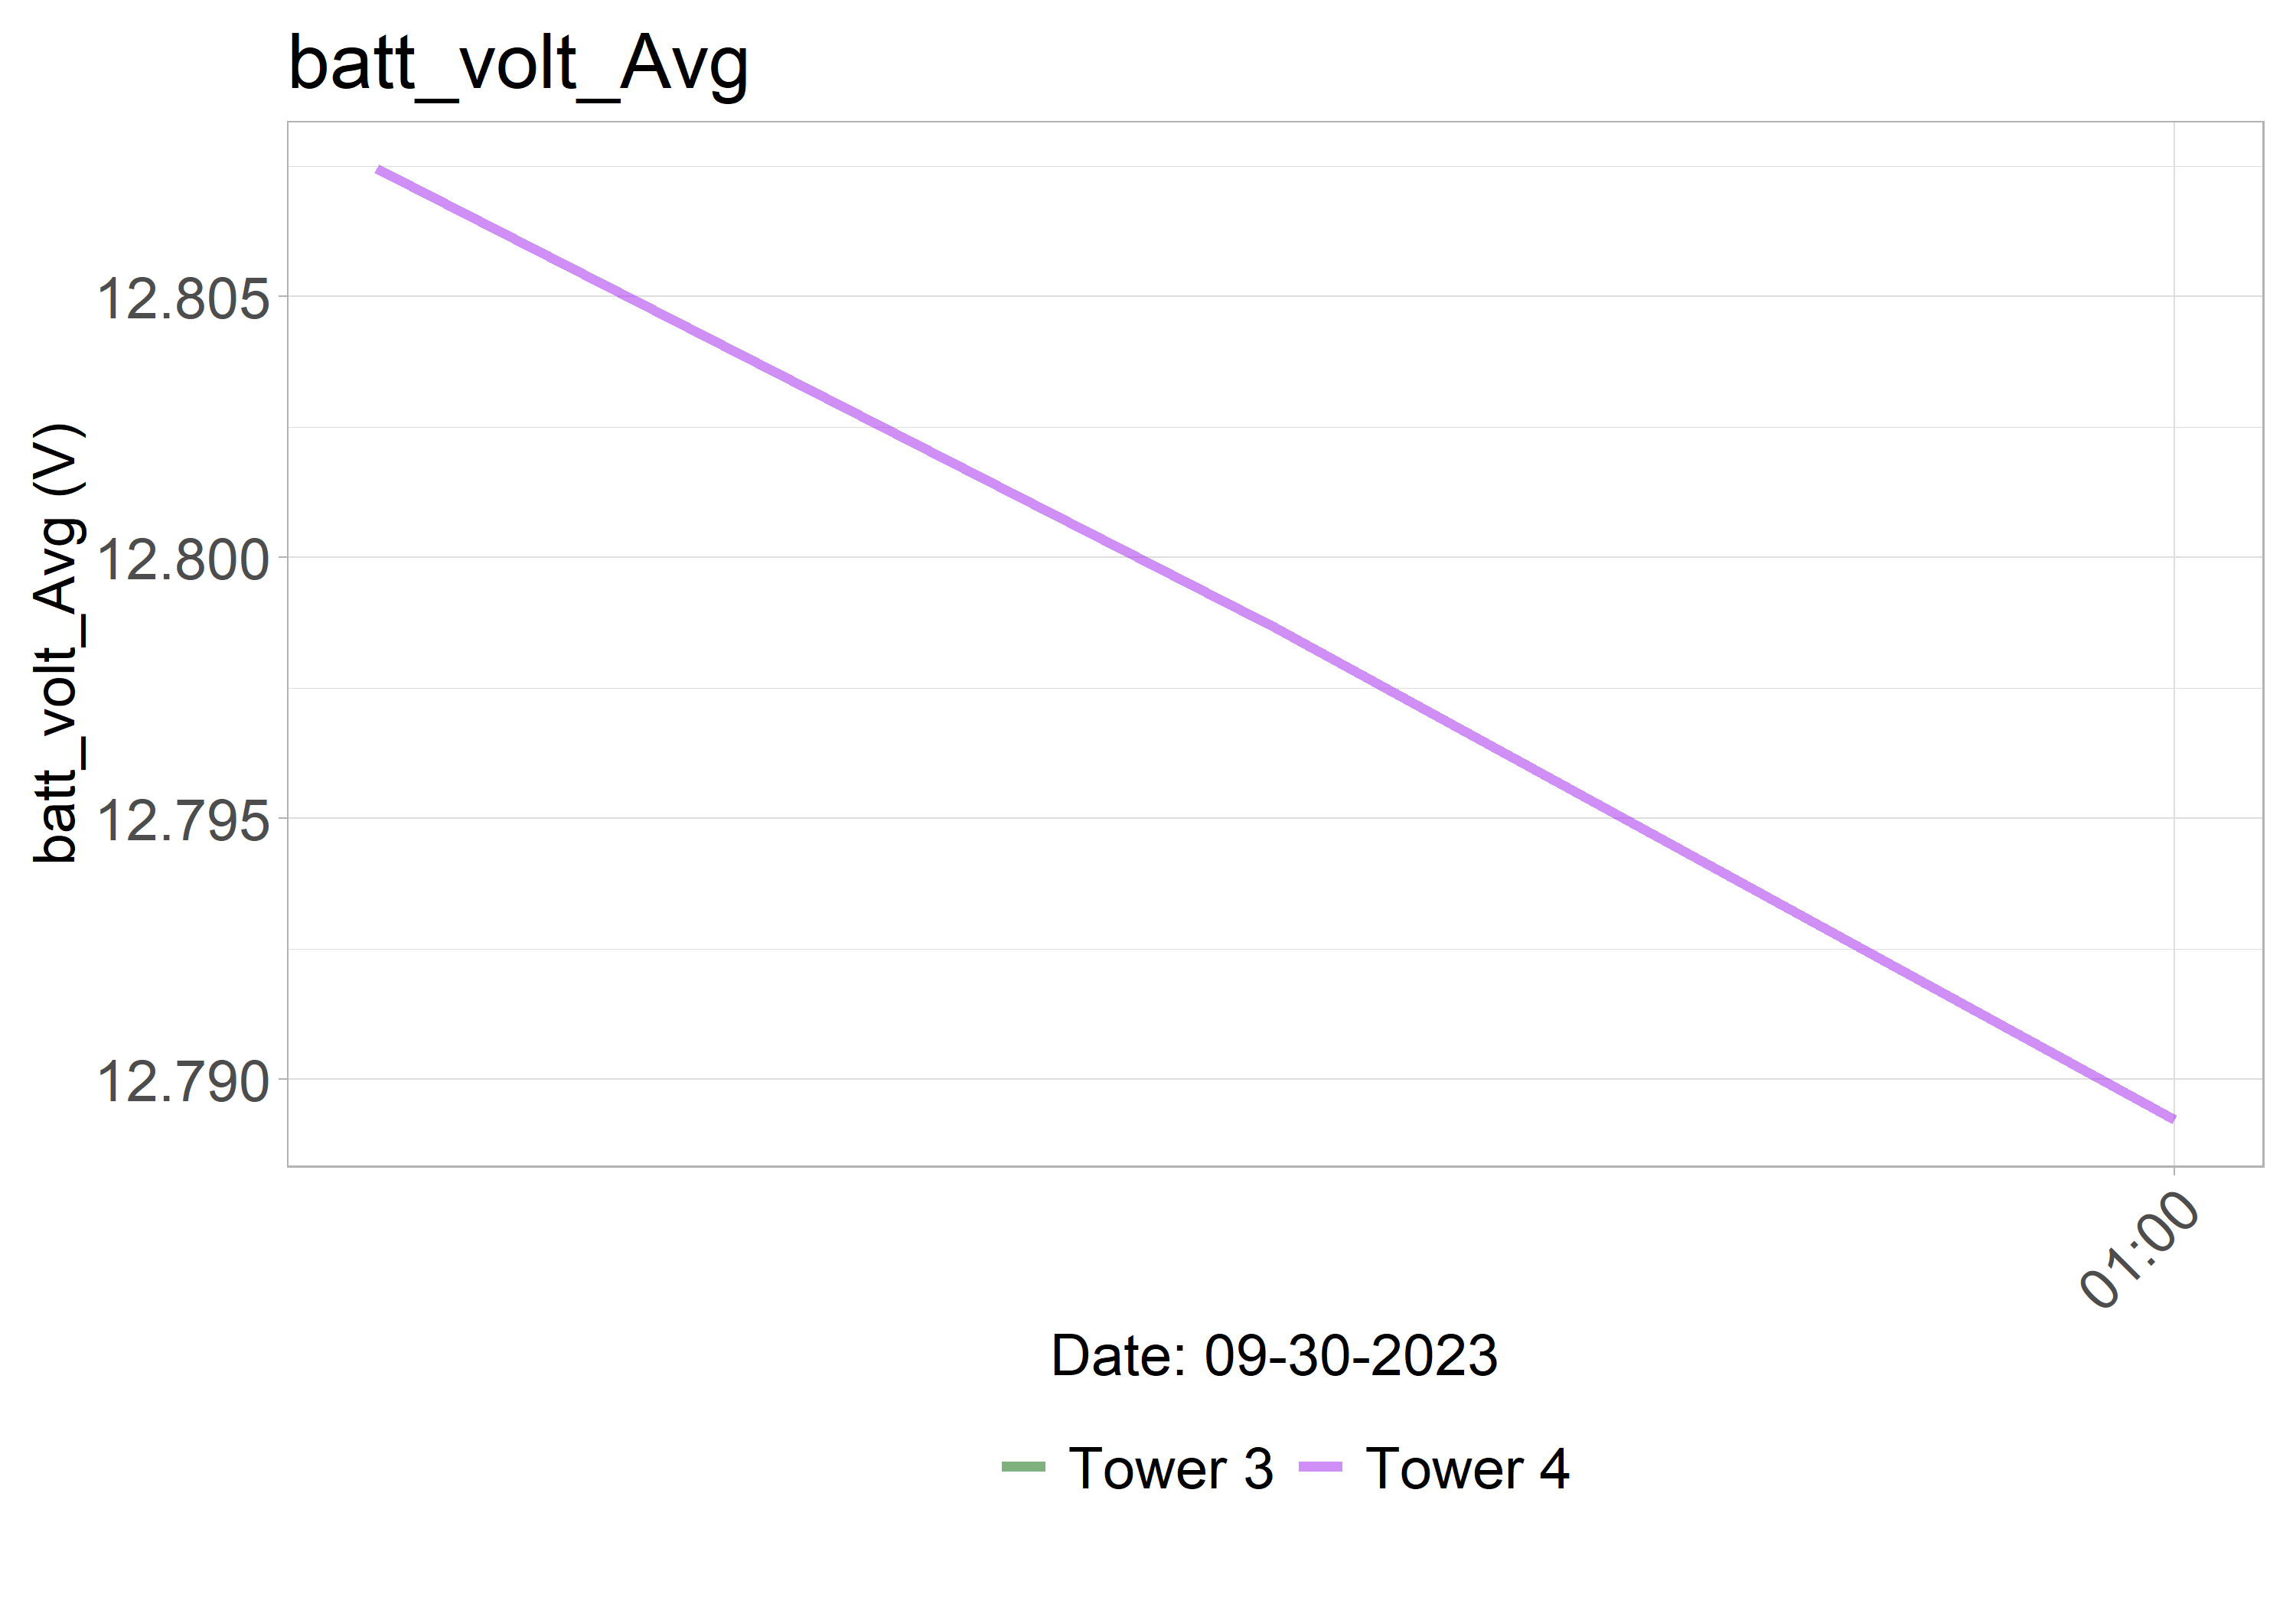 batt_volt_Avg
batt_volt_Avg (V)
12.805
12.800
12.795
12.790
01:00
Date: 09-30-2023
Tower 3 Tower 4